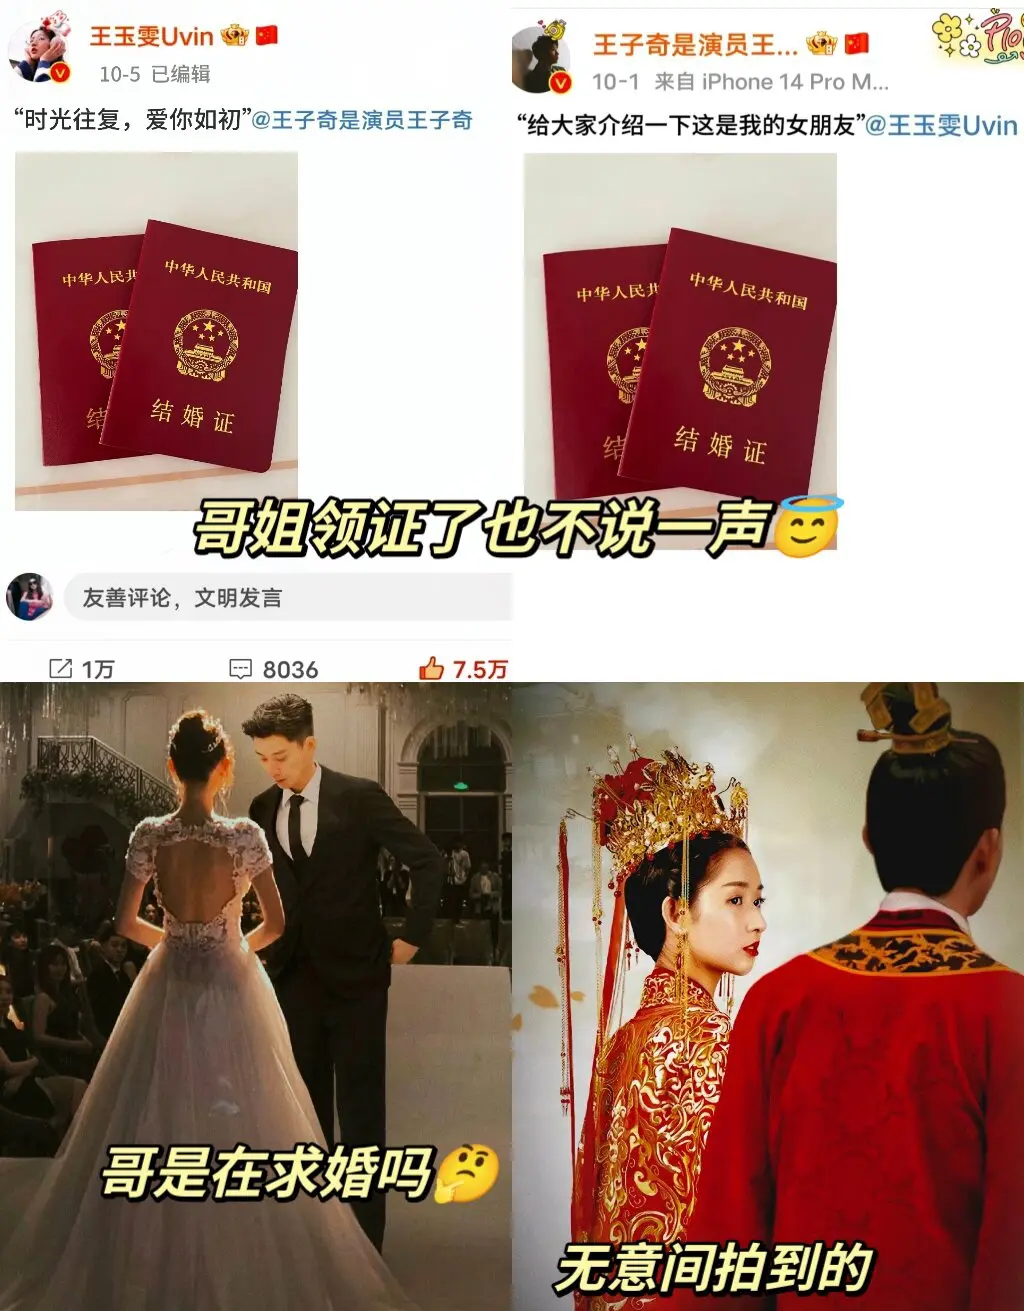 王玉雯Uvin
10-5 已编辑
“时光往复，爱你如初”@王子奇是演员王子奇
中华人民共
中华人民共和国
结
结婚证
王子奇是演员王...
10-1 来自 iPhone 14 Pro M...
“给大家介绍一下这是我的女朋友”@王玉雯Uvin
中华人民共
中华人民共和国
结
结婚证
哥姐领证了也不说一声
友善评论，文明发言
1万
8036
7.5万
哥是在求婚吗
无意间拍到的